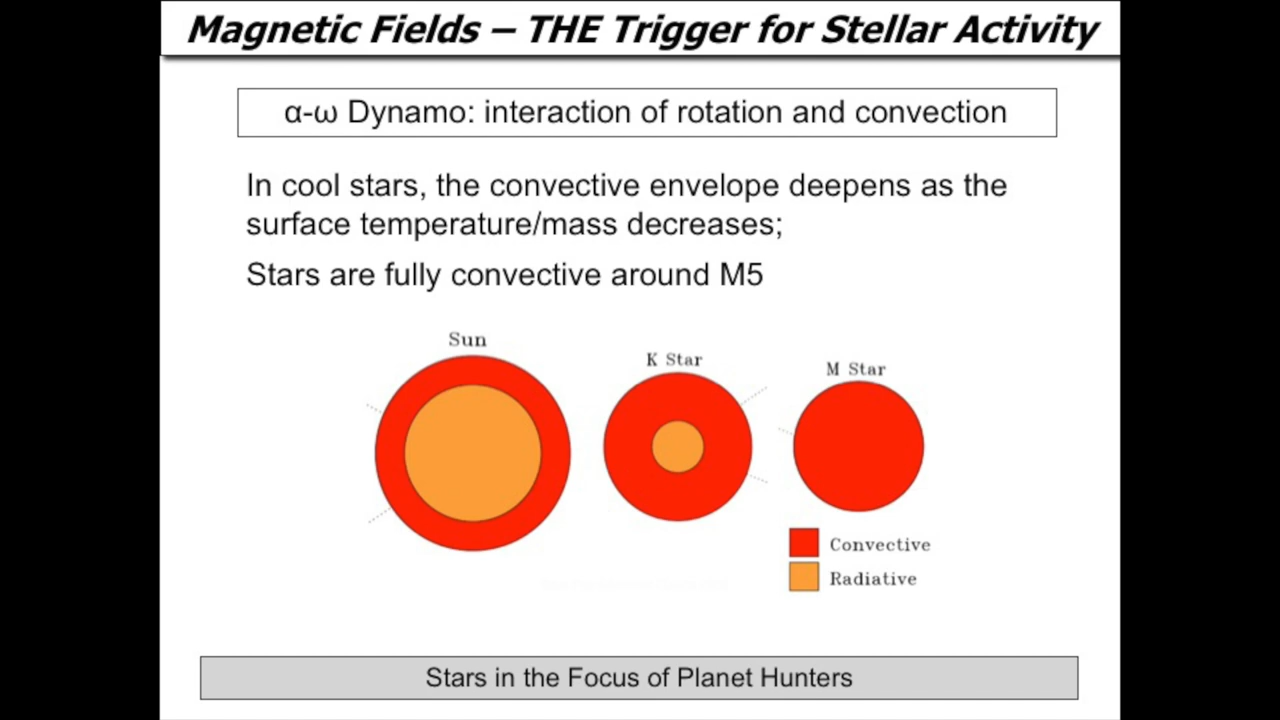 Magnetic Fields – THE Trigger for Stellar Activity
α-ω Dynamo: interaction of rotation and convection
In cool stars, the convective envelope deepens as the
surface temperature/mass decreases;
Stars are fully convective around M5
Sun
K Star
M Star
Convective
Radiative
Stars in the Focus of Planet Hunters